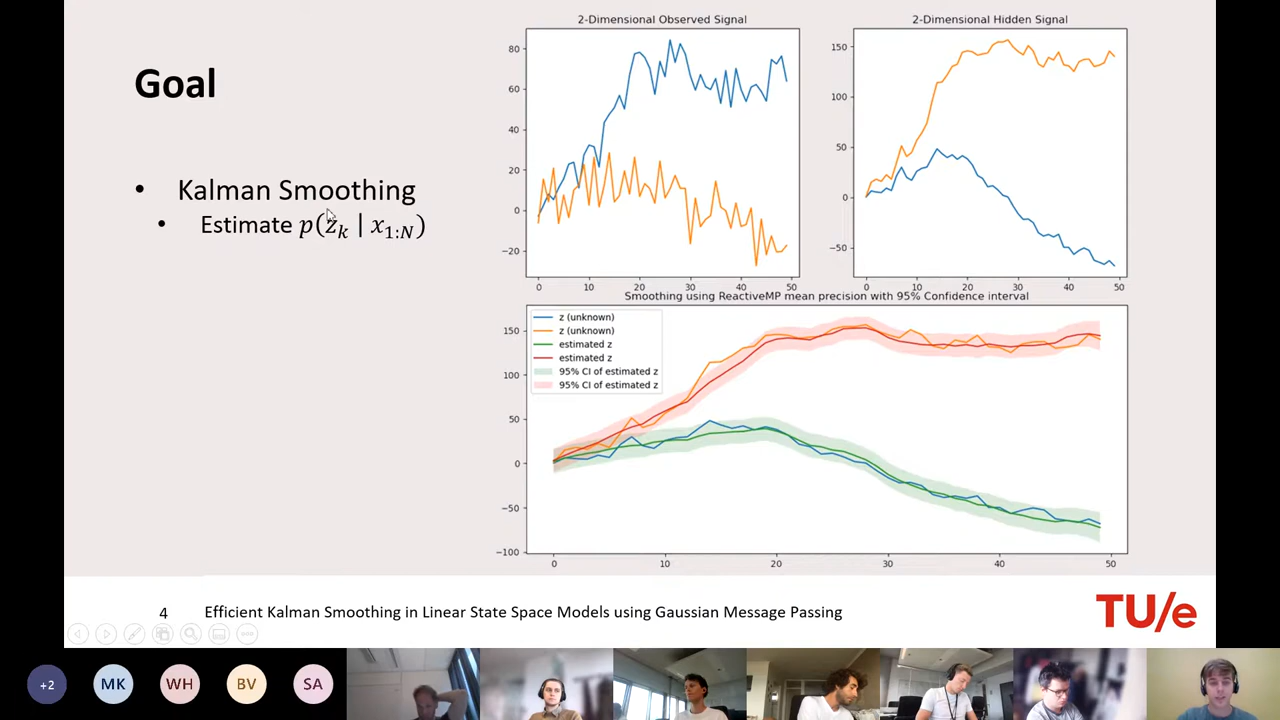 Goal
• Kalman Smoothing
• Estimate p(z_k | x_{1:N})
2-Dimensional Observed Signal
80
60
40
20
0
−20
0
10
20
30
40
50
2-Dimensional Hidden Signal
150
100
50
0
−50
0
10
20
30
40
50
Smoothing using ReactiveMP mean precision with 95% Confidence interval
z (unknown)
z (unknown)
estimated z
estimated z
95% CI of estimated z
95% CI of estimated z
150
100
50
0
−50
−100
0
10
20
30
40
50
4 Efficient Kalman Smoothing in Linear State Space Models using Gaussian Message Passing
TU/e
+2 MK WH BV SA